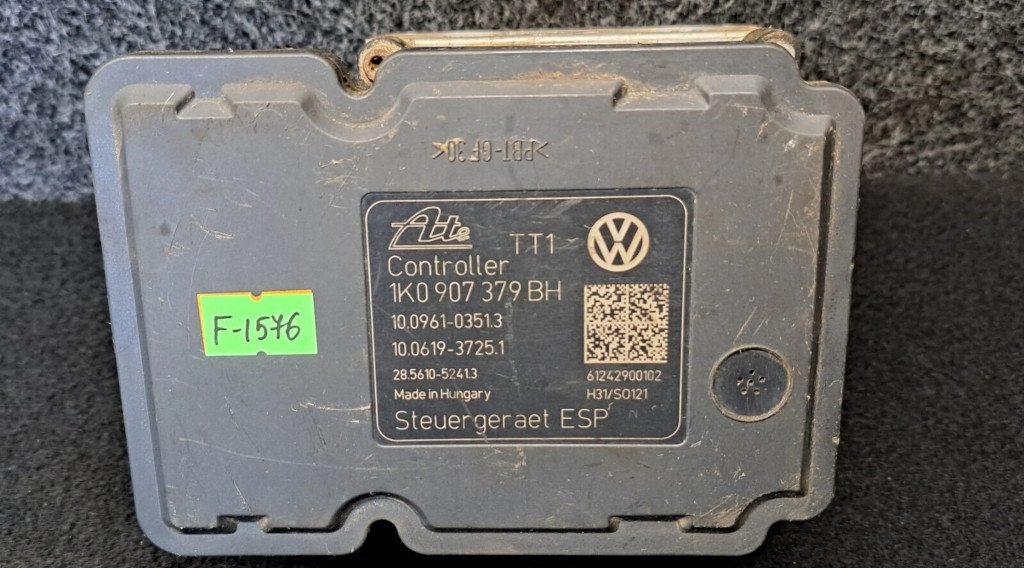 >PBT-GF30<
Ate
TT1
Controller
1K0 907 379 BH
10.0961-0351.3
10.0619-3725.1
28.5610-5241.3
61242900102
Made in Hungary
H31/SO121
Steuergeraet ESP
F-1576